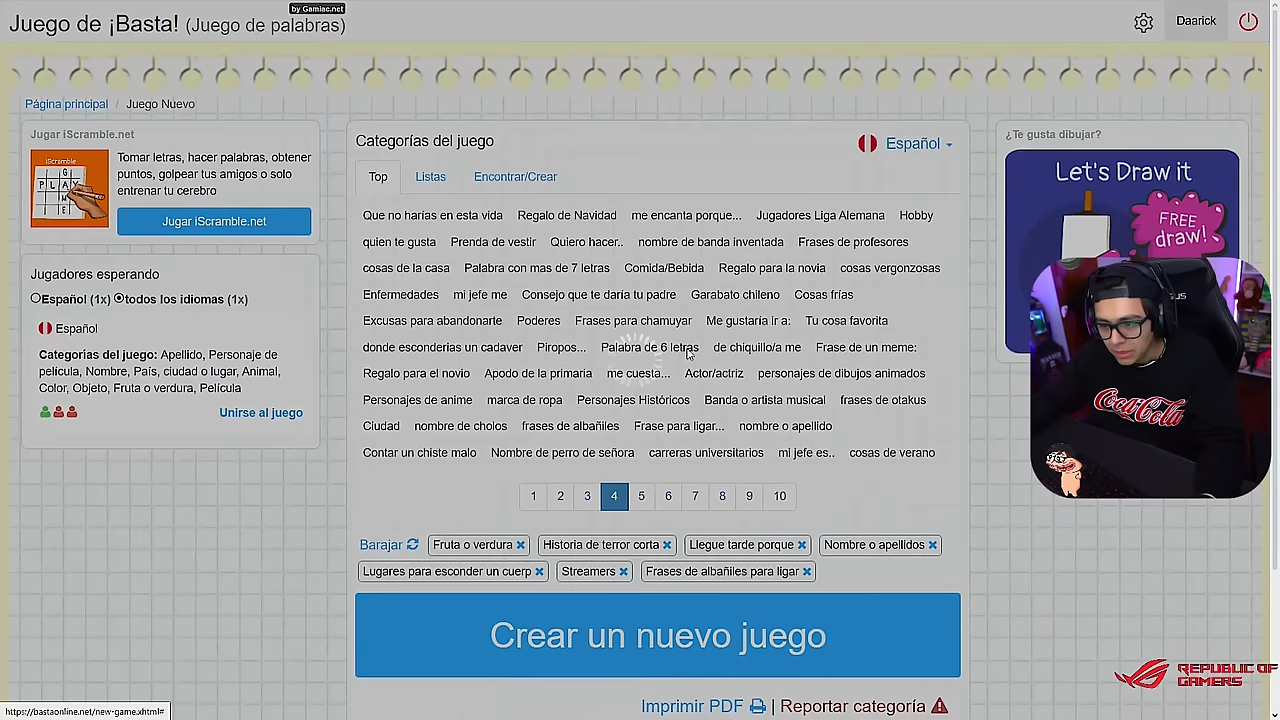 by Gamiac.net
Juego de ¡Basta! (Juego de palabras)
Daarick
Página principal / Juego Nuevo
Jugar iScramble.net
iScramble
Tomar letras, hacer palabras, obtener
puntos, golpear tus amigos o solo
entrenar tu cerebro
Jugar iScramble.net
Jugadores esperando
Español (1x) todos los idiomas (1x)
Español
Categorías del juego: Apellido, Personaje de
película, Nombre, País, ciudad o lugar, Animal,
Color, Objeto, Fruta o verdura, Película
Unirse al juego
Categorías del juego
Español
Top Listas Encontrar/Crear
Que no harías en esta vida Regalo de Navidad me encanta porque... Jugadores Liga Alemana Hobby
quien te gusta Prenda de vestir Quiero hacer.. nombre de banda inventada Frases de profesores
cosas de la casa Palabra con mas de 7 letras Comida/Bebida Regalo para la novia cosas vergonzosas
Enfermedades mi jefe me Consejo que te daría tu padre Garabato chileno Cosas frías
Excusas para abandonarte Poderes Frases para chamuyar Me gustaria ir a: Tu cosa favorita
donde esconderias un cadaver Piropos... Palabra de 6 letras de chiquillo/a me Frase de un meme:
Regalo para el novio Apodo de la primaria me cuesta... Actor/actriz personajes de dibujos animados
Personajes de anime marca de ropa Personajes Históricos Banda o artista musical frases de otakus
Ciudad nombre de cholos frases de albañiles Frase para ligar... nombre o apellido
Contar un chiste malo Nombre de perro de señora carreras universitarios mi jefe es.. cosas de verano
1 2 3 4 5 6 7 8 9 10
Barajar Fruta o verdura Historia de terror corta Llegue tarde porque Nombre o apellidos
Lugares para esconder un cuerp Streamers Frases de albañiles para ligar
Crear un nuevo juego
Imprimir PDF | Reportar categoría
¿Te gusta dibujar?
Let's Draw it
FREE
draw!
Coca-Cola
REPUBLIC OF
GAMERS
https://bastaonline.net/new-game.xhtml#